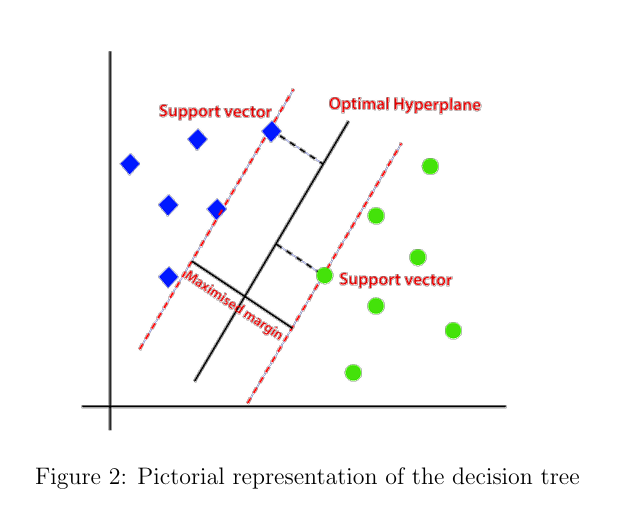 Support vector
Optimal Hyperplane
Support vector
Maximised margin
Figure 2: Pictorial representation of the decision tree